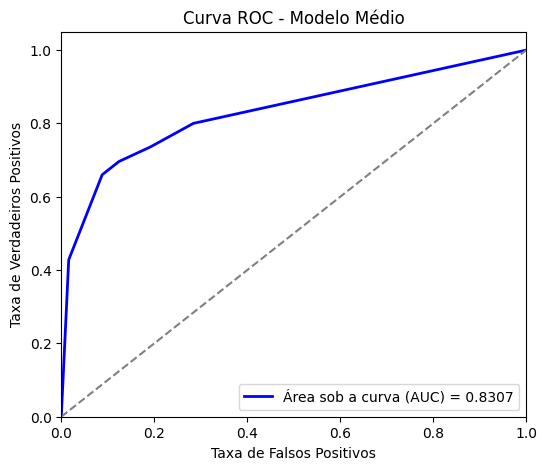 Curva ROC - Modelo Médio
1.0
0.8
0.6
0.4
0.2
0.0
Taxa de Verdadeiros Positivos
Área sob a curva (AUC) = 0.8307
0.0 0.2 0.4 0.6 0.8 1.0
Taxa de Falsos Positivos